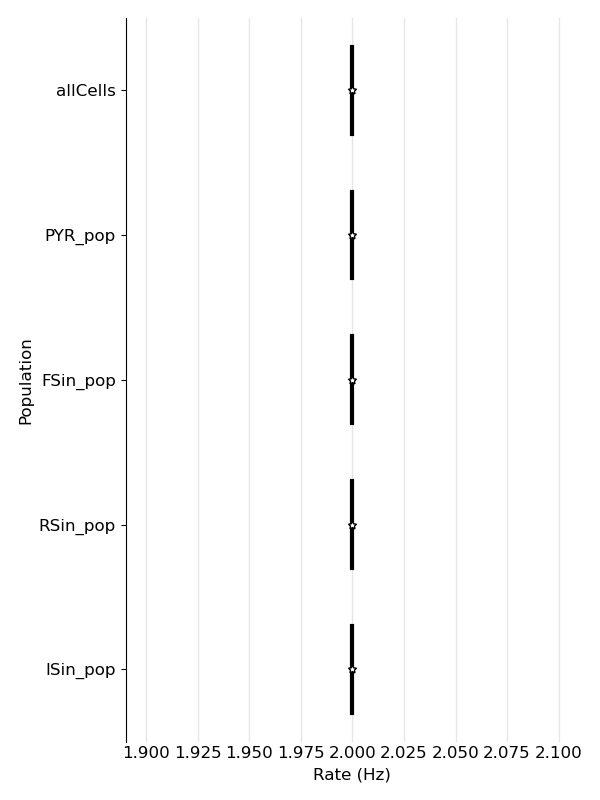 allCells
PYR_pop
FSin_pop
RSin_pop
ISin_pop
Population
1.900 1.925 1.950 1.975 2.000 2.025 2.050 2.075 2.100
Rate (Hz)